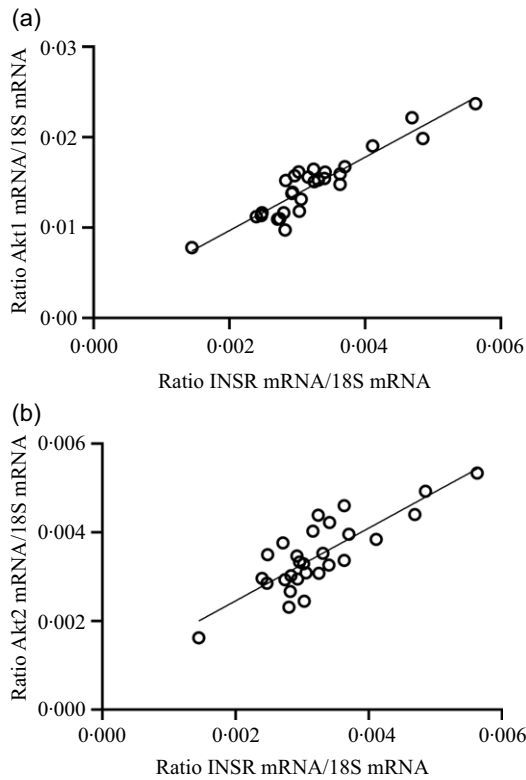 (a)
Ratio Akt1 mRNA/18S mRNA
0·03
0·02
0·01
0·00
0·000
0·002
0·004
0·006
Ratio INSR mRNA/18S mRNA
(b)
Ratio Akt2 mRNA/18S mRNA
0·006
0·004
0·002
0·000
0·000
0·002
0·004
0·006
Ratio INSR mRNA/18S mRNA